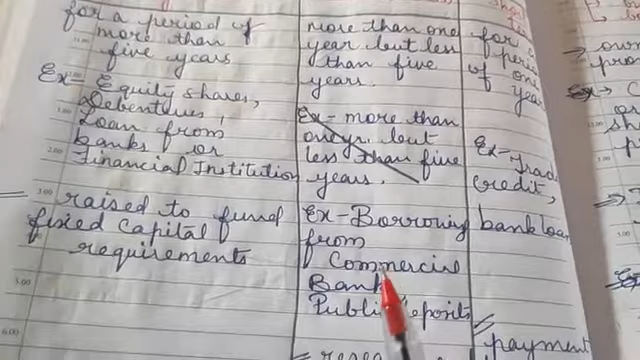 for a period of
more than
five years
Ex- Equity shares,
Debentures,
Loan from
banks or
Financial Institution
raised to fund
fixed capital
requirements
more than one
year but less
than five
years.
Ex- more than
one yr. but
less than five
years.
Ex- Borrowing
from
Commercial
Bank
Public deposits
for a
period
of one
year
Ex- Trade
credit,
bank loan
payment